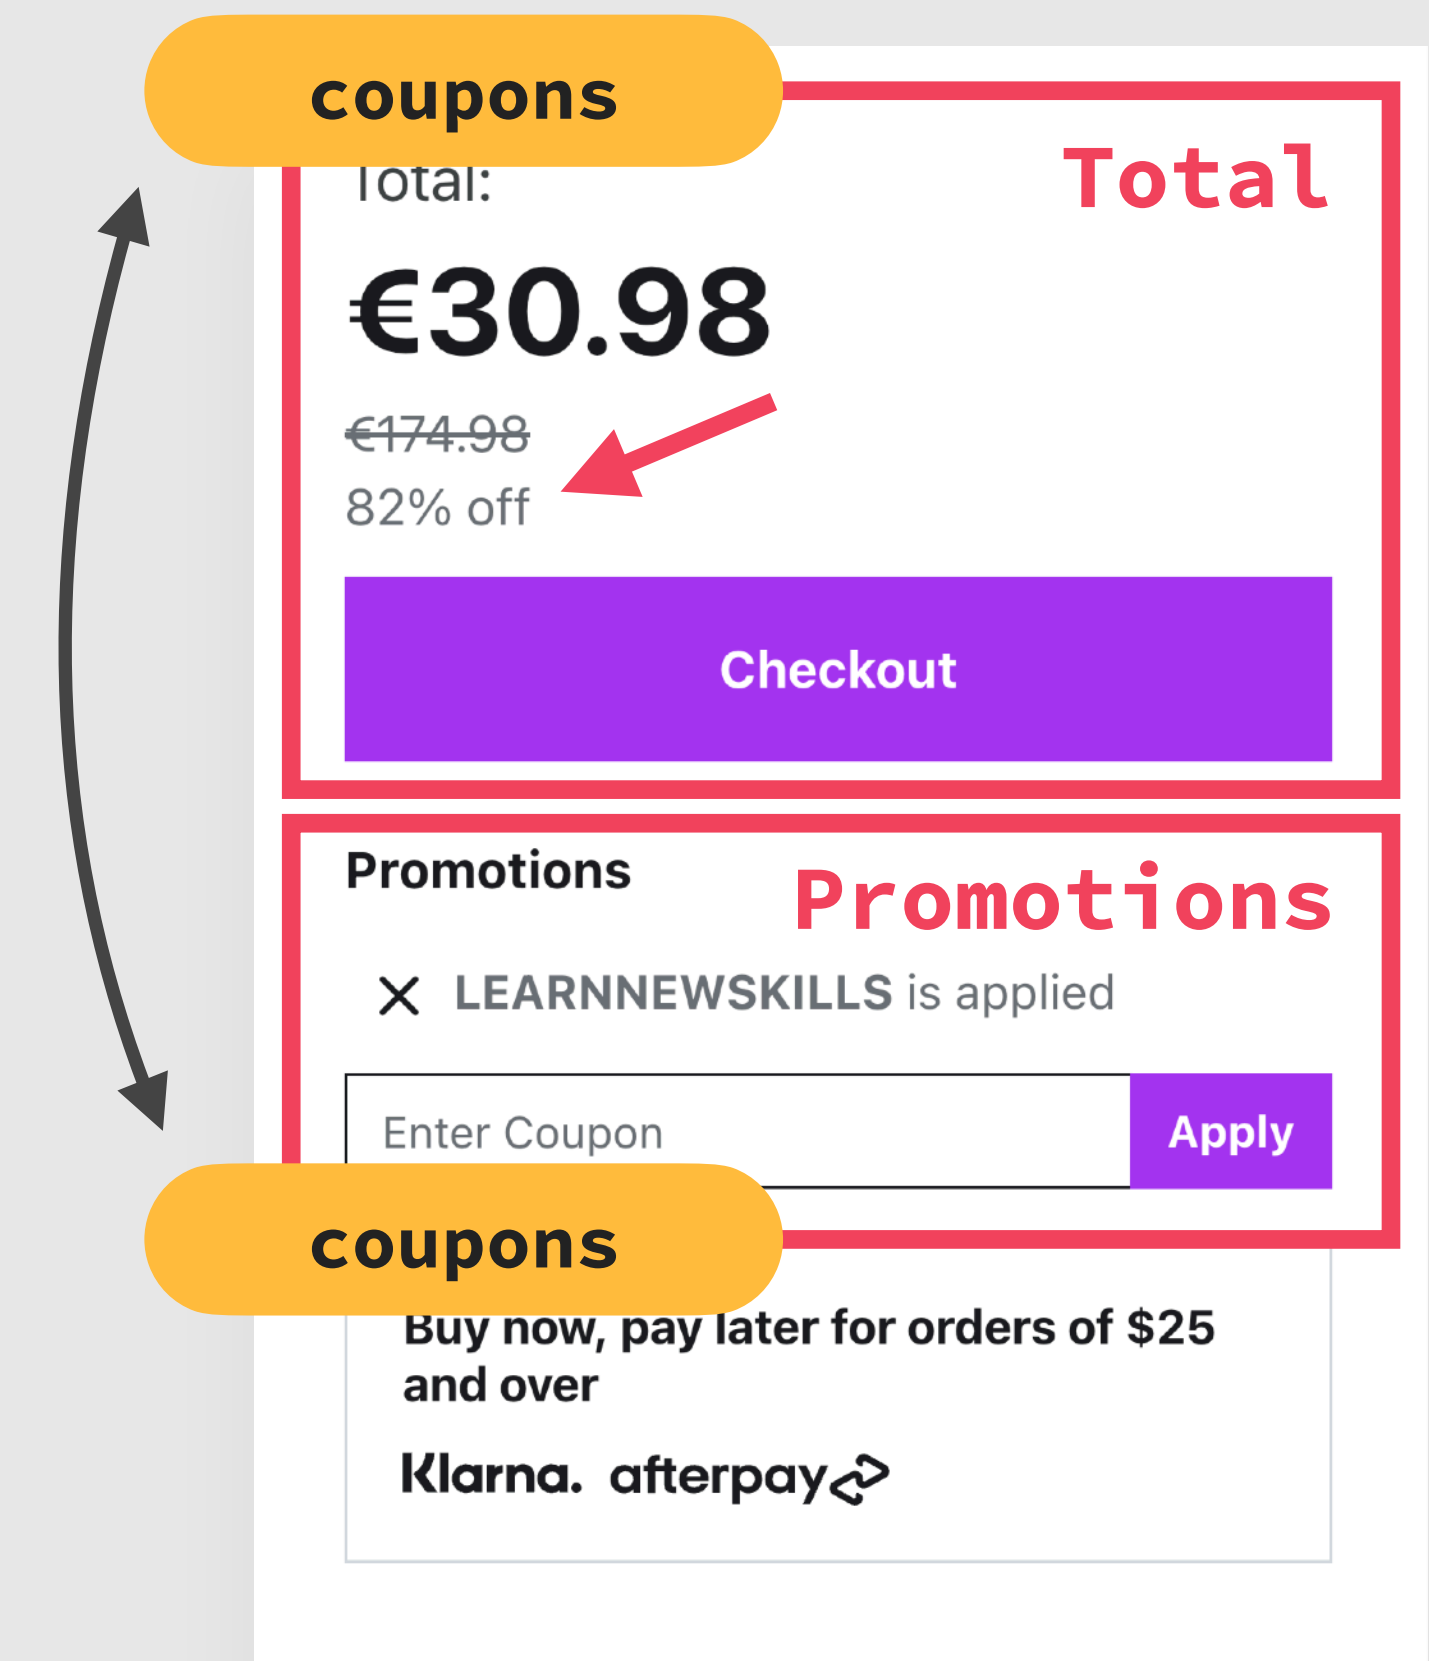 coupons
Total:
Total
€30.98
€174.98
82% off
Checkout
Promotions
Promotions
LEARNNEWSKILLS is applied
Enter Coupon
Apply
coupons
Buy now, pay later for orders of $25
and over
Klarna. afterpay